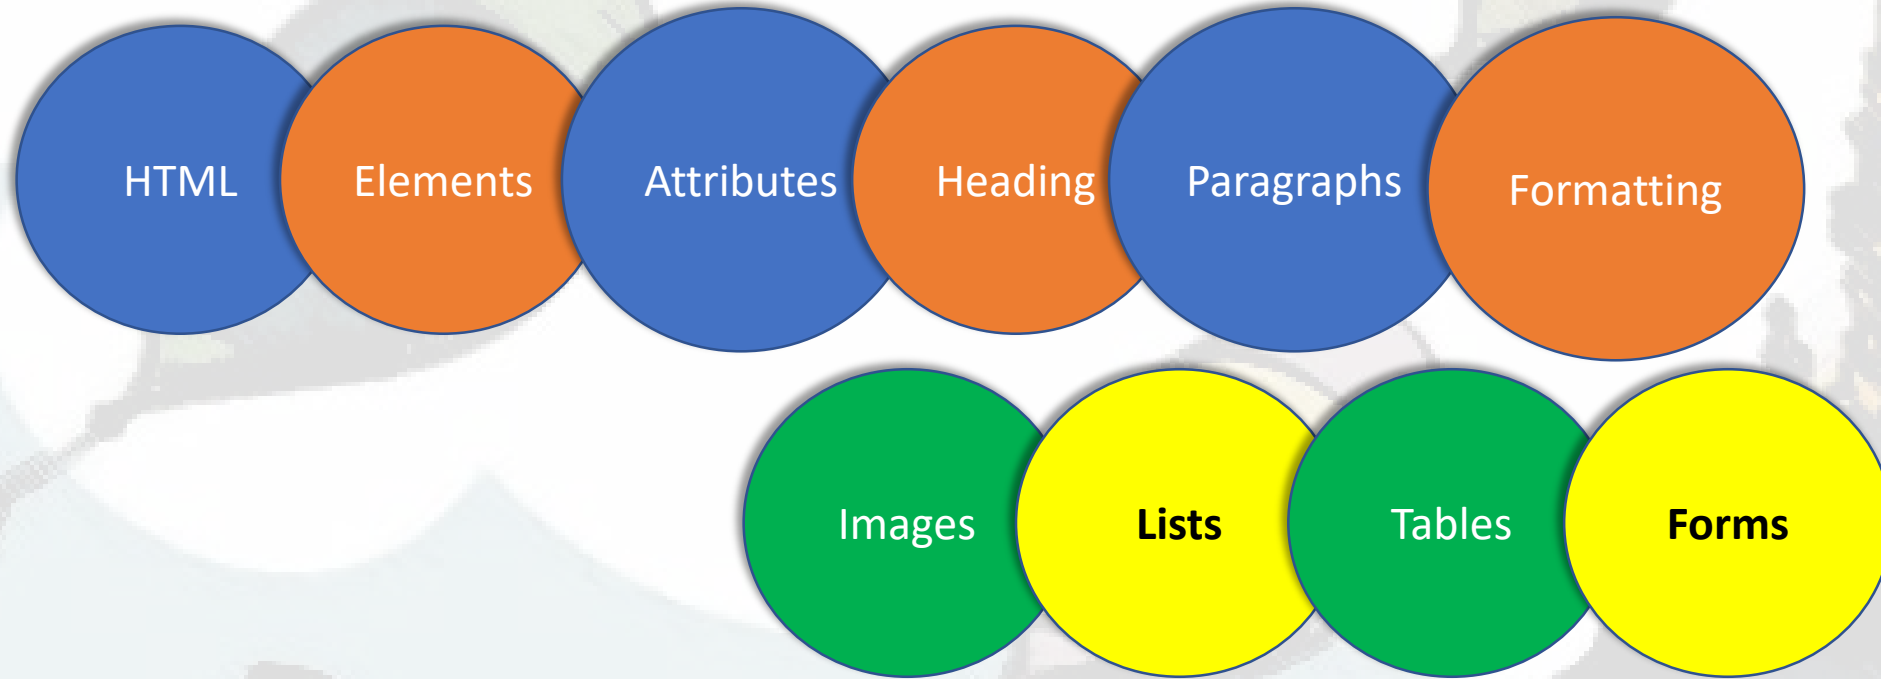 HTML Elements Attributes Heading Paragraphs Formatting
Images Lists Tables Forms